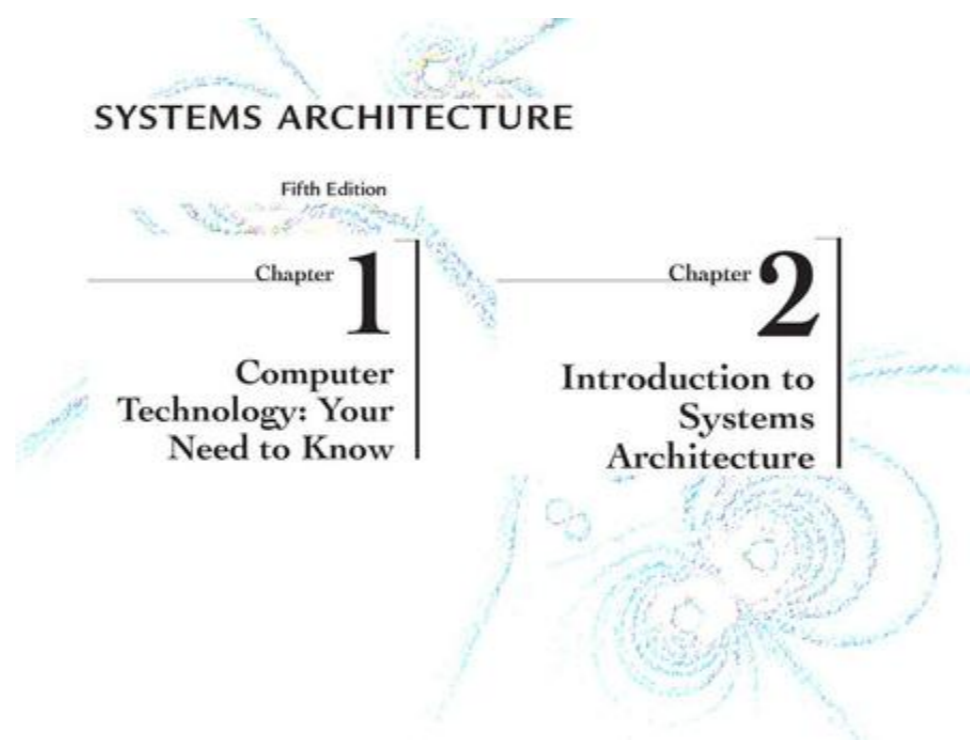 SYSTEMS ARCHITECTURE
Fifth Edition
Chapter 1
Computer
Technology: Your
Need to Know
Chapter 2
Introduction to
Systems
Architecture